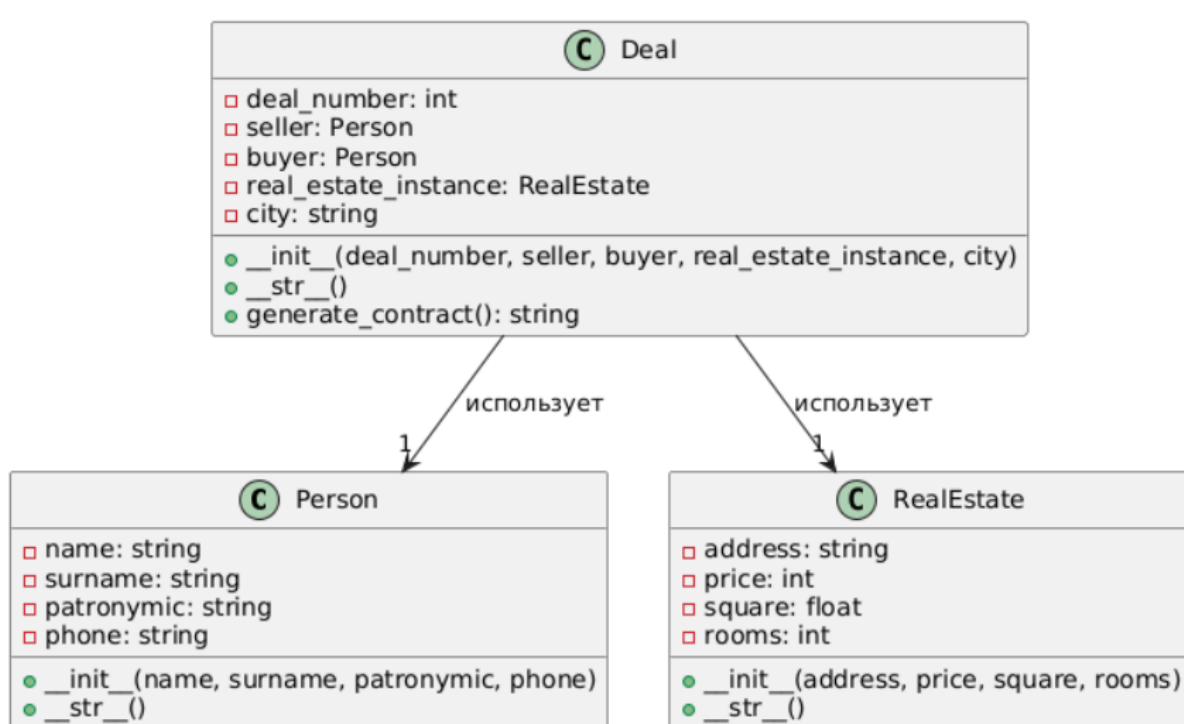 C Deal
deal_number: int
seller: Person
buyer: Person
real_estate_instance: RealEstate
city: string
__init__(deal_number, seller, buyer, real_estate_instance, city)
__str__()
generate_contract(): string
использует
использует
1
1
C Person
name: string
surname: string
patronymic: string
phone: string
__init__(name, surname, patronymic, phone)
__str__()
C RealEstate
address: string
price: int
square: float
rooms: int
__init__(address, price, square, rooms)
__str__()